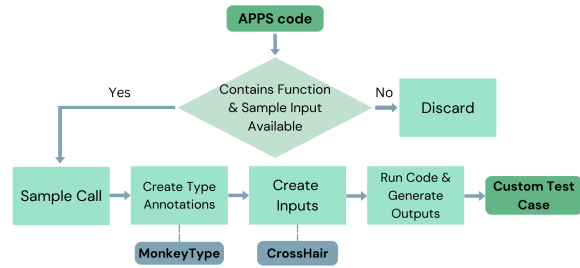 APPS code
Contains Function
& Sample Input
Available
Yes
No
Discard
Sample Call
Create Type
Annotations
Create
Inputs
Run Code &
Generate
Outputs
Custom Test
Case
MonkeyType
CrossHair